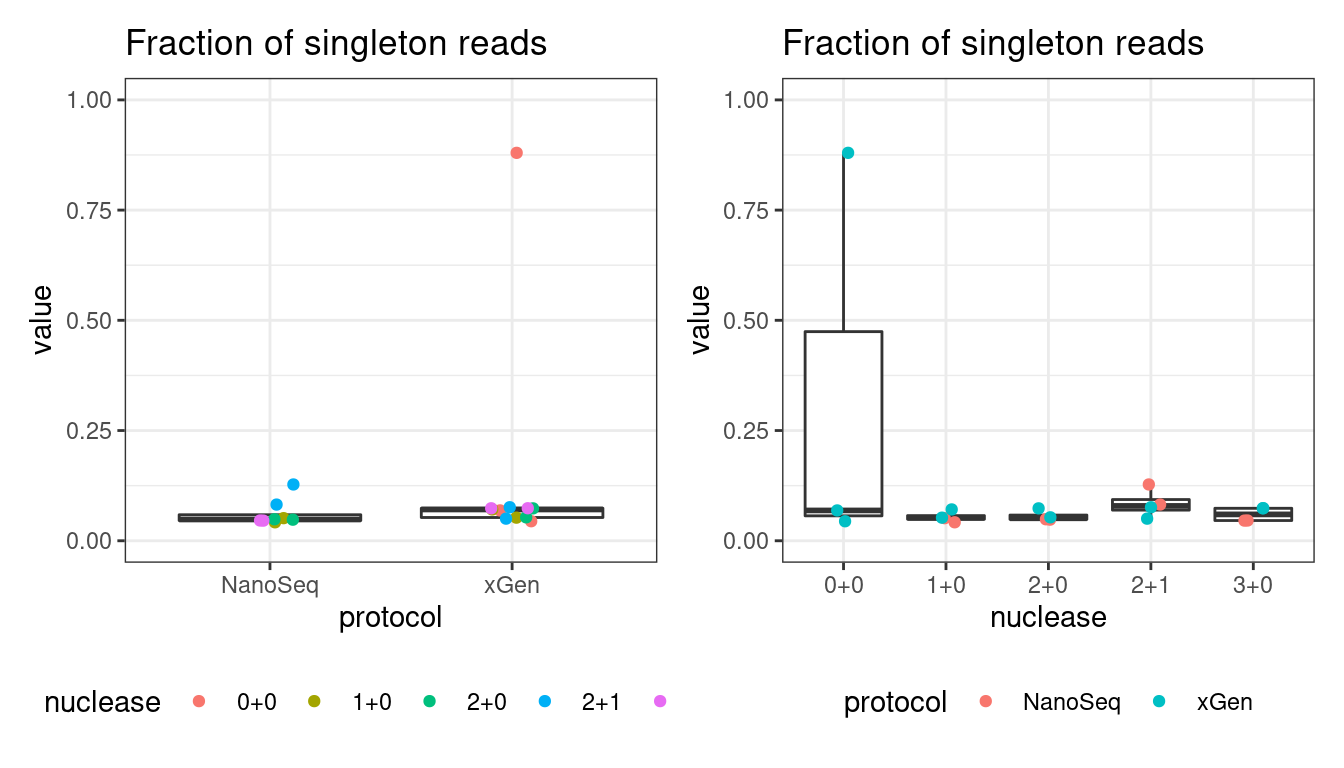 Fraction of singleton reads
1.00
0.75
0.50
0.25
0.00
value
NanoSeq xGen
protocol
nuclease 0+0 1+0 2+0 2+1
Fraction of singleton reads
1.00
0.75
0.50
0.25
0.00
value
0+0 1+0 2+0 2+1 3+0
nuclease
protocol NanoSeq xGen